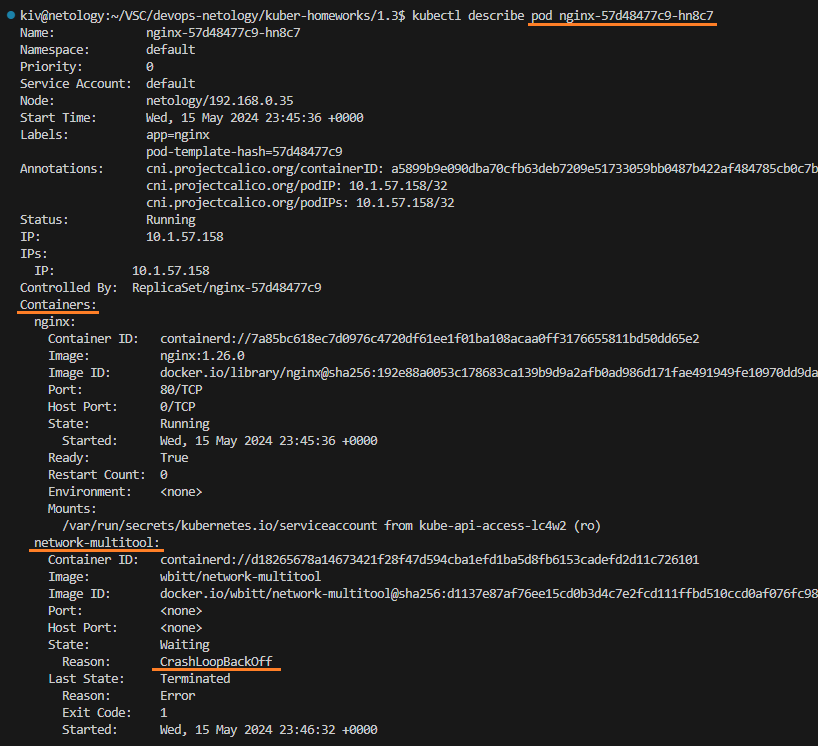 kiv@netology:~/VSC/devops-netology/kuber-homeworks/1.3$ kubectl describe pod nginx-57d48477c9-hn8c7
Name:             nginx-57d48477c9-hn8c7
Namespace:        default
Priority:         0
Service Account:  default
Node:             netology/192.168.0.35
Start Time:       Wed, 15 May 2024 23:45:36 +0000
Labels:           app=nginx
                  pod-template-hash=57d48477c9
Annotations:      cni.projectcalico.org/containerID: a5899b9e090dba70cfb63deb7209e51733059bb0487b422af484785cb0c7b
                  cni.projectcalico.org/podIP: 10.1.57.158/32
                  cni.projectcalico.org/podIPs: 10.1.57.158/32
Status:           Running
IP:               10.1.57.158
IPs:
  IP:           10.1.57.158
Controlled By:  ReplicaSet/nginx-57d48477c9
Containers:
  nginx:
    Container ID:   containerd://7a85bc618ec7d0976c4720df61ee1f01ba108acaa0ff3176655811bd50dd65e2
    Image:          nginx:1.26.0
    Image ID:       docker.io/library/nginx@sha256:192e88a0053c178683ca139b9d9a2afb0ad986d171fae491949fe10970dd9da
    Port:           80/TCP
    Host Port:      0/TCP
    State:          Running
      Started:      Wed, 15 May 2024 23:45:36 +0000
    Ready:          True
    Restart Count:  0
    Environment:    <none>
    Mounts:
      /var/run/secrets/kubernetes.io/serviceaccount from kube-api-access-lc4w2 (ro)
  network-multitool:
    Container ID:   containerd://d18265678a14673421f28f47d594cba1efd1ba5d8fb6153cadefd2d11c726101
    Image:          wbitt/network-multitool
    Image ID:       docker.io/wbitt/network-multitool@sha256:d1137e87af76ee15cd0b3d4c7e2fcd111ffbd510ccd0af076fc98
    Port:           <none>
    Host Port:      <none>
    State:          Waiting
      Reason:       CrashLoopBackOff
    Last State:     Terminated
      Reason:       Error
      Exit Code:    1
      Started:      Wed, 15 May 2024 23:46:32 +0000